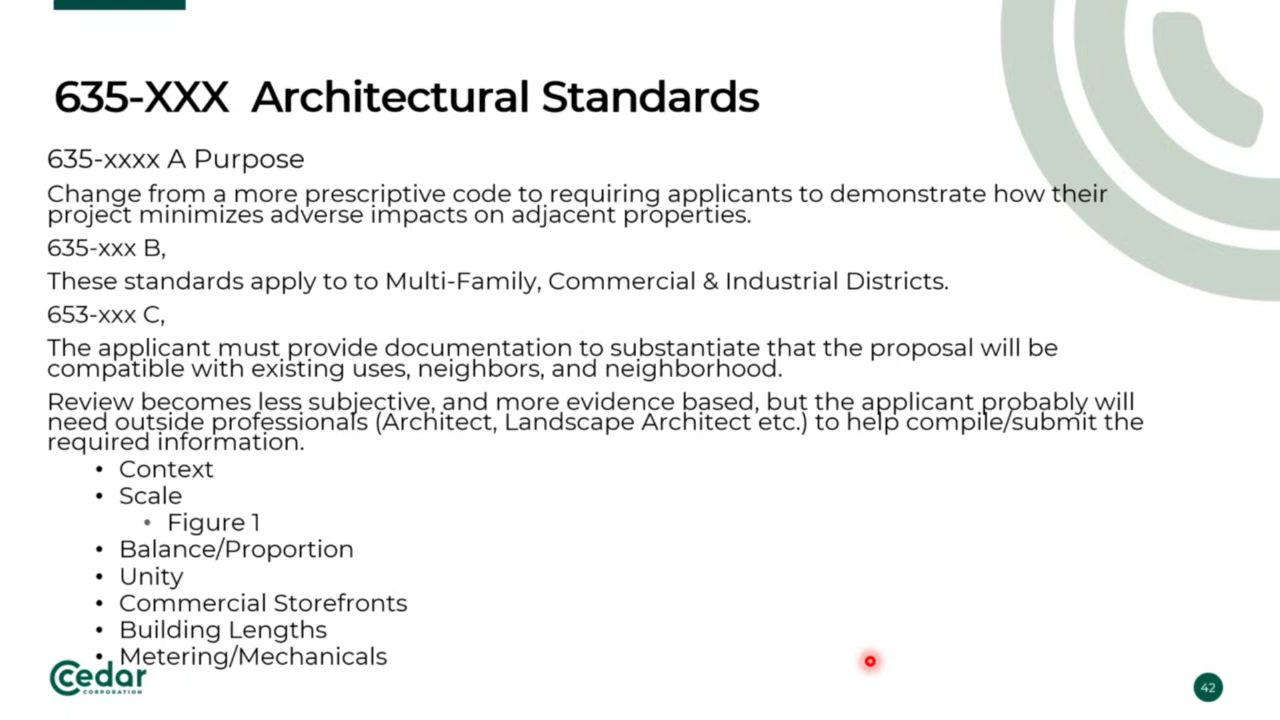 635-XXX Architectural Standards
635-xxxx A Purpose
Change from a more prescriptive code to requiring applicants to demonstrate how their
project minimizes adverse impacts on adjacent properties.
635-xxx B,
These standards apply to to Multi-Family, Commercial & Industrial Districts.
653-xxx C,
The applicant must provide documentation to substantiate that the proposal will be
compatible with existing uses, neighbors, and neighborhood.
Review becomes less subjective, and more evidence based, but the applicant probably will
need outside professionals (Architect, Landscape Architect etc.) to help compile/submit the
required information.
• Context
• Scale
• Figure 1
• Balance/Proportion
• Unity
• Commercial Storefronts
• Building Lengths
• Metering/Mechanicals
cedar
CORPORATION
42